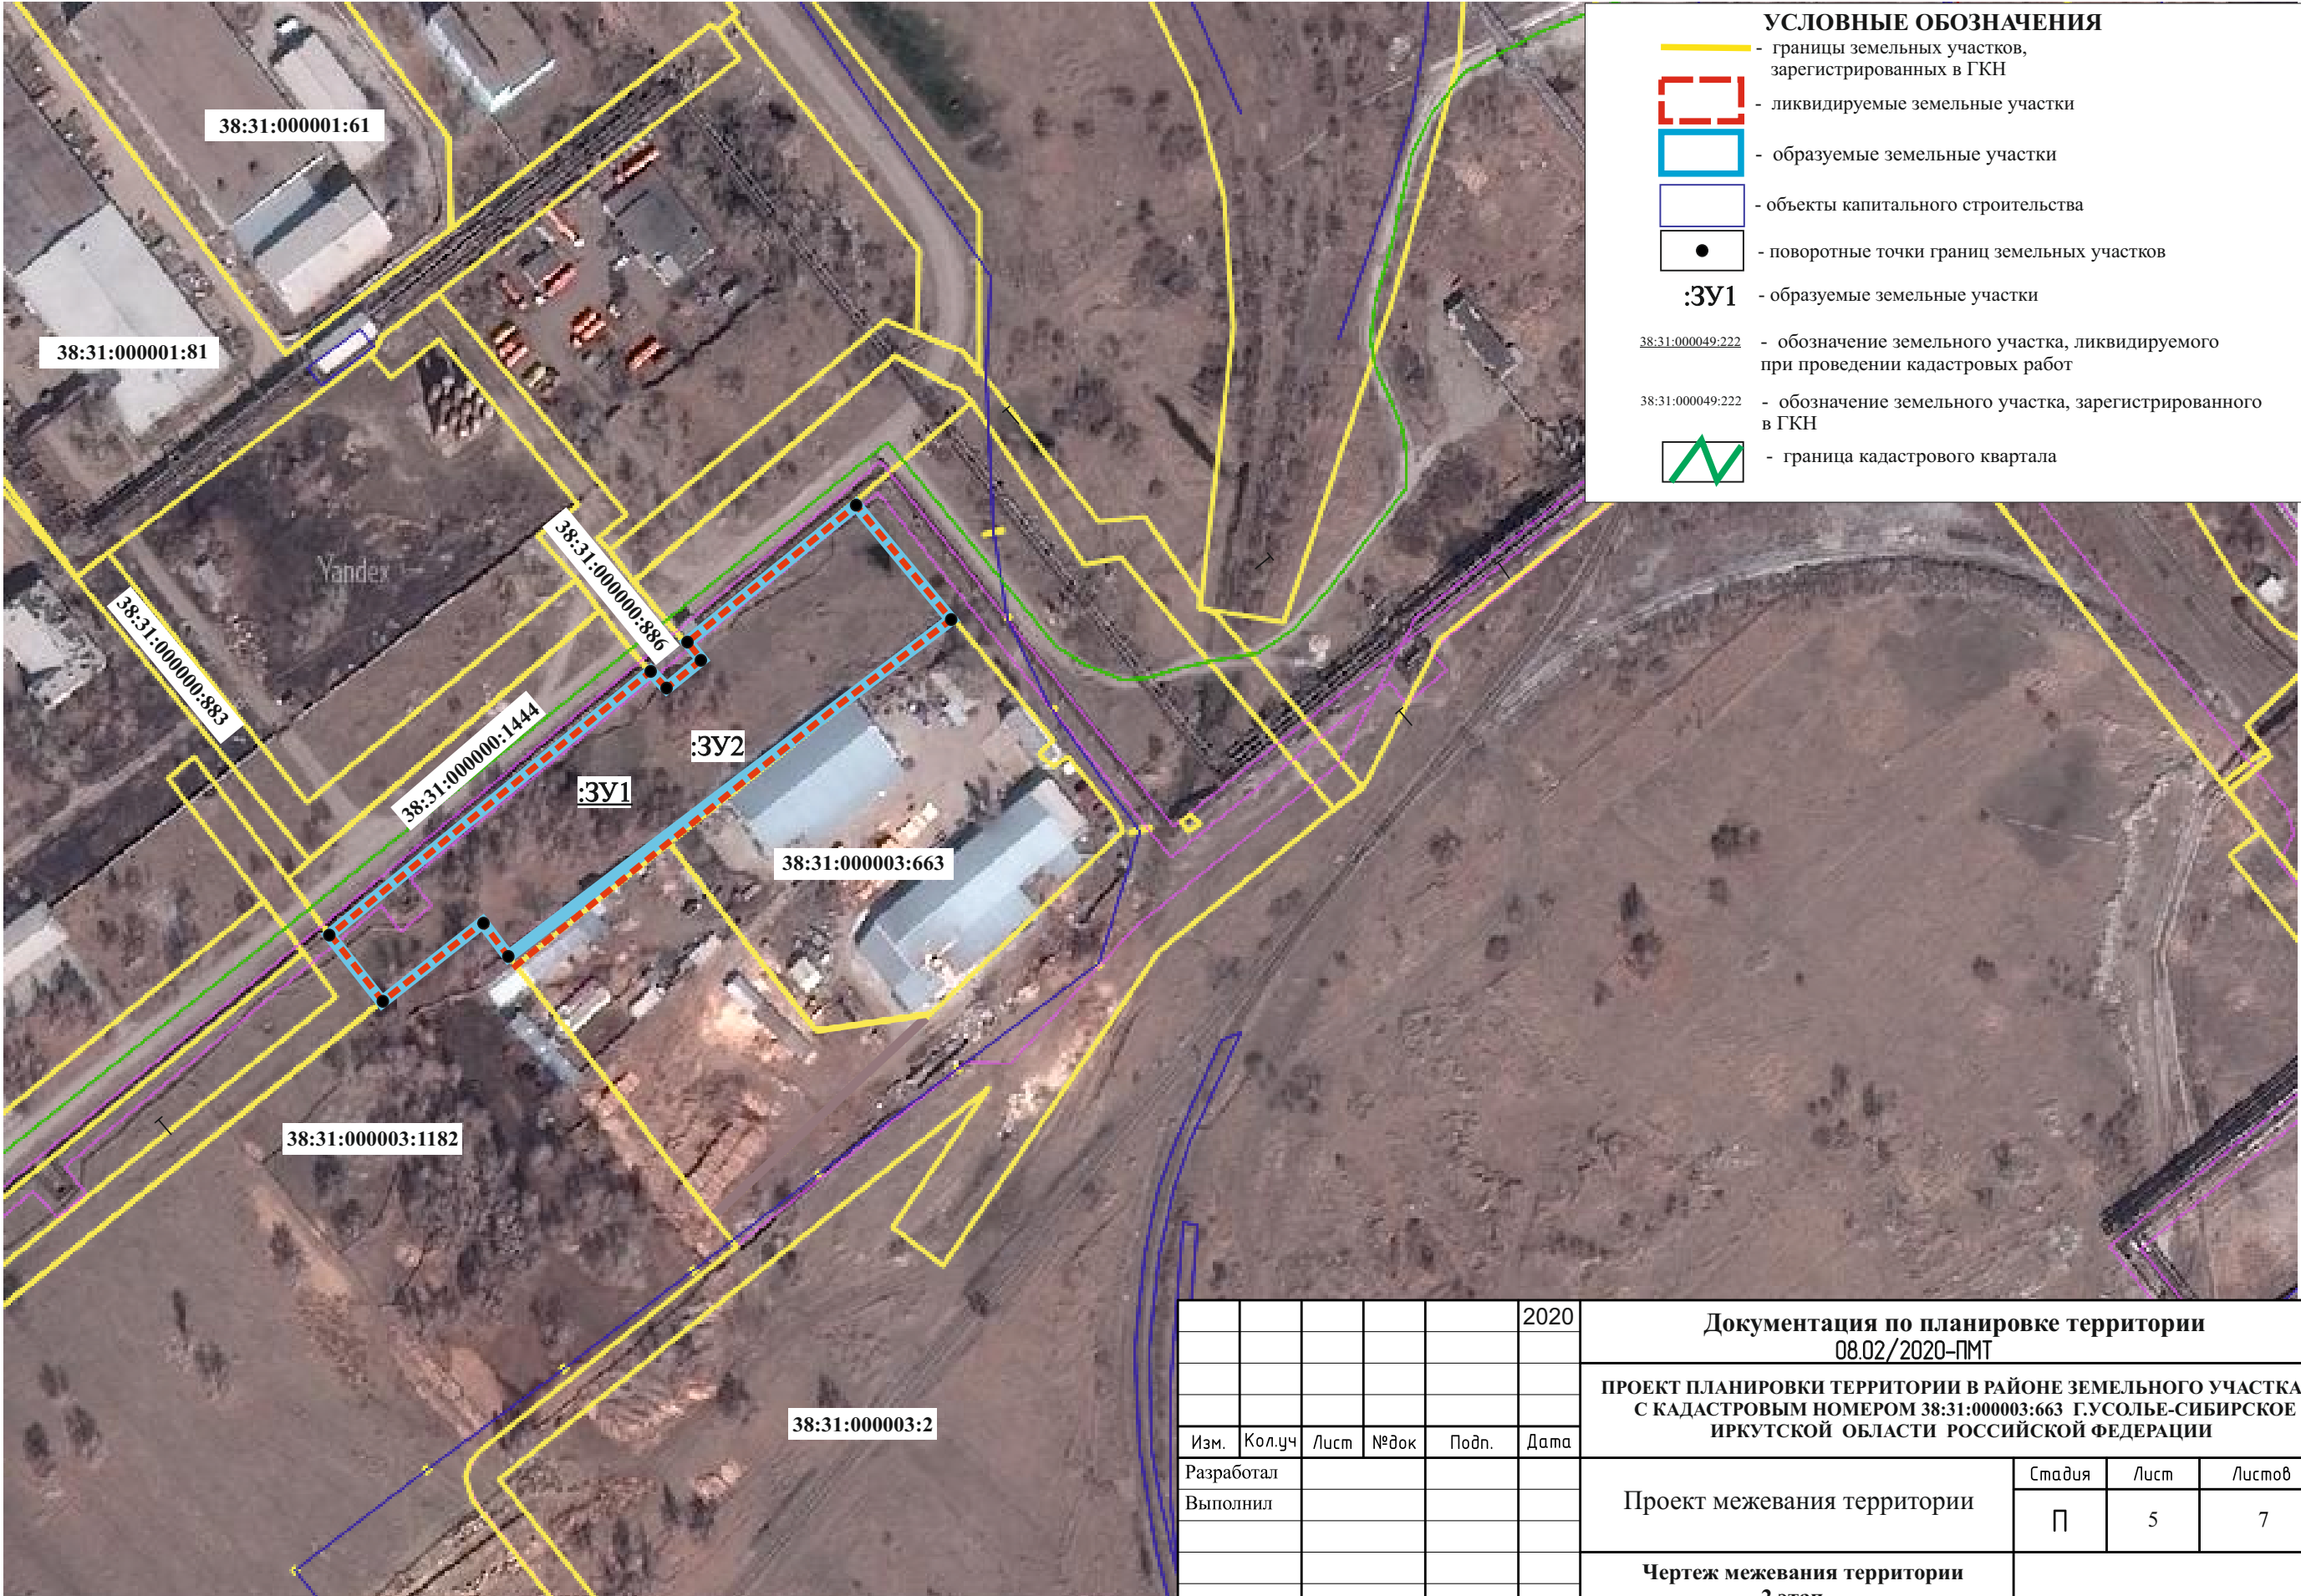 УСЛОВНЫЕ ОБОЗНАЧЕНИЯ
- границы земельных участков,
зарегистрированных в ГКН
- ликвидируемые земельные участки
- образуемые земельные участки
- объекты капитального строительства
- поворотные точки границ земельных участков
:ЗУ1 - образуемые земельные участки
38:31:000049:222 - обозначение земельного участка, ликвидируемого
при проведении кадастровых работ
38:31:000049:222 - обозначение земельного участка, зарегистрированного
в ГКН
- граница кадастрового квартала
38:31:000001:61
38:31:000001:81
Yandex
38:31:000000:886
38:31:000000:883
38:31:000000:1444
:ЗУ2
:ЗУ1
38:31:000003:663
38:31:000003:1182
38:31:000003:2
2020
Документация по планировке территории
08.02/2020-ПМТ
ПРОЕКТ ПЛАНИРОВКИ ТЕРРИТОРИИ В РАЙОНЕ ЗЕМЕЛЬНОГО УЧАСТКА
С КАДАСТРОВЫМ НОМЕРОМ 38:31:000003:663 Г.УСОЛЬЕ-СИБИРСКОЕ
ИРКУТСКОЙ ОБЛАСТИ РОССИЙСКОЙ ФЕДЕРАЦИИ
Изм. Кол.уч Лист №док Подп. Дата
Разработал
Выполнил
Проект межевания территории
Стадия Лист Листов
П 5 7
Чертеж межевания территории
2 этап